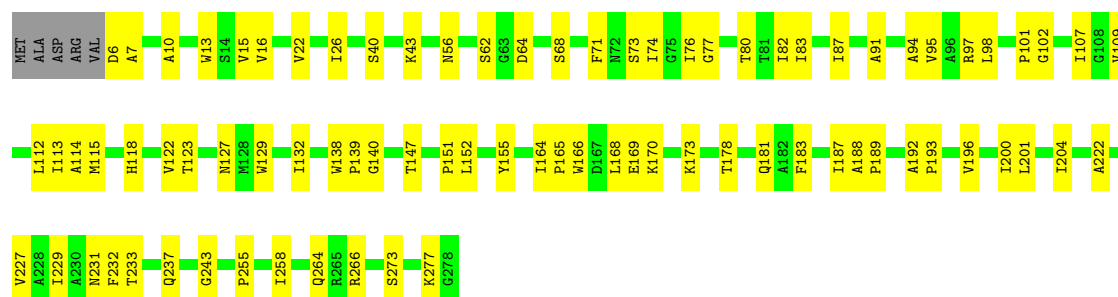 MET ALA ASP ARG VAL D6 A7 A10 W13 S14 V15 V16 V22 I26 S40 K43 N56 S62 G63 D64 S68 F71 N72 S73 I74 G75 I76 G77 T80 T81 I82 I83 I87 A91 A94 V95 A96 R97 L98 P101 G102 I107 G108 V109
L112 I113 A114 M115 H118 V122 T123 N127 M128 W129 I132 W138 P139 G140 T147 P151 L152 Y155 I164 P165 W166 D167 L168 E169 K170 K173 T178 Q181 A182 F183 I187 A188 P189 A192 P193 V196 I200 L201 I204 A222
V227 A228 I229 A230 N231 F232 T233 Q237 G243 P255 I258 Q264 R265 R266 S273 K277 G278